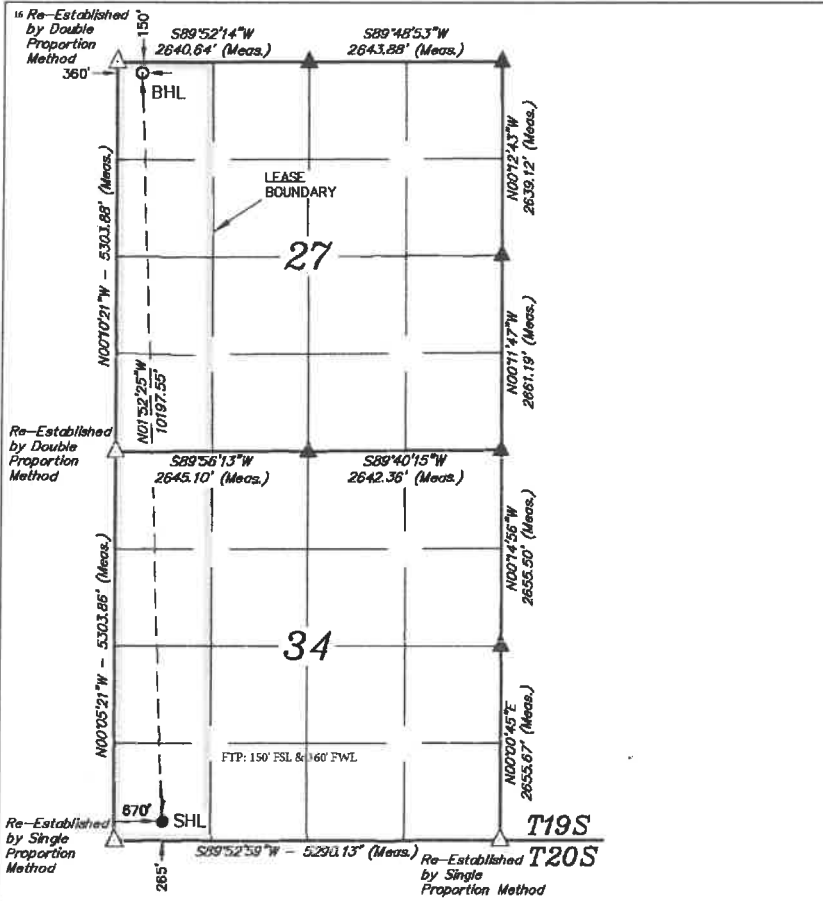 16 Re-Established
by Double
Proportion
Method
150'
S89°52'14"W
2640.64' (Meas.)
S89°48'53"W
2643.88' (Meas.)
360'
BHL
N00°12'43"W
2639.12' (Meas.)
LEASE
BOUNDARY
N00°10'21"W - 5303.88' (Meas.)
27
N00°11'47"W
2661.19' (Meas.)
N01°52'25"W
10197.55'
Re-Established
by Double
Proportion
Method
S89°56'13"W
2645.10' (Meas.)
S89°40'15"W
2642.36' (Meas.)
N00°14'56"W
2655.50' (Meas.)
N00°05'21"W - 5303.86' (Meas.)
34
N00°00'45"E
2655.67' (Meas.)
FTP: 150' FSL & 360' FWL
670'
SHL
Re-Established
by Single
Proportion
Method
265'
S89°52'59"W - 5290.13' (Meas.)
T19S
T20S
Re-Established
by Single
Proportion Method